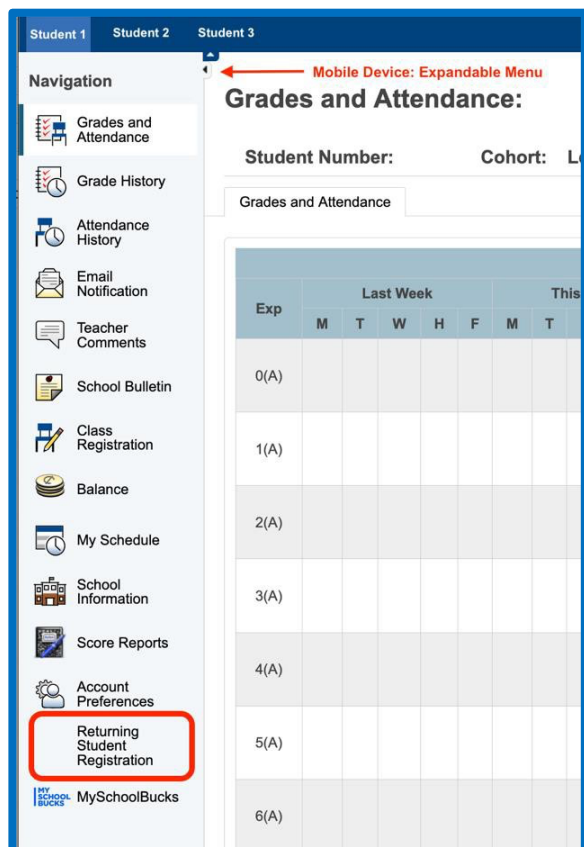 Student 1 Student 2 Student 3
Navigation
Mobile Device: Expandable Menu
Grades and Attendance:
Grades and
Attendance
Student Number: Cohort:
Grade History
Grades and Attendance
Attendance
History
Email
Notification
Last Week This
Exp
M T W H F M T
Teacher
Comments
School Bulletin
0(A)
Class
Registration
1(A)
Balance
2(A)
My Schedule
School
Information
3(A)
Score Reports
4(A)
Account
Preferences
Returning
Student
Registration
5(A)
MY
SCHOOL
BUCKS
MySchoolBucks
6(A)